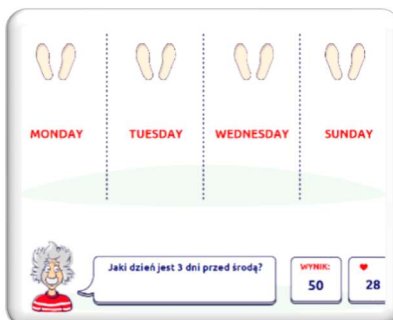 MONDAY TUESDAY WEDNESDAY SUNDAY
Jaki dzień jest 3 dni przed środą?
WYNIK:
50
28